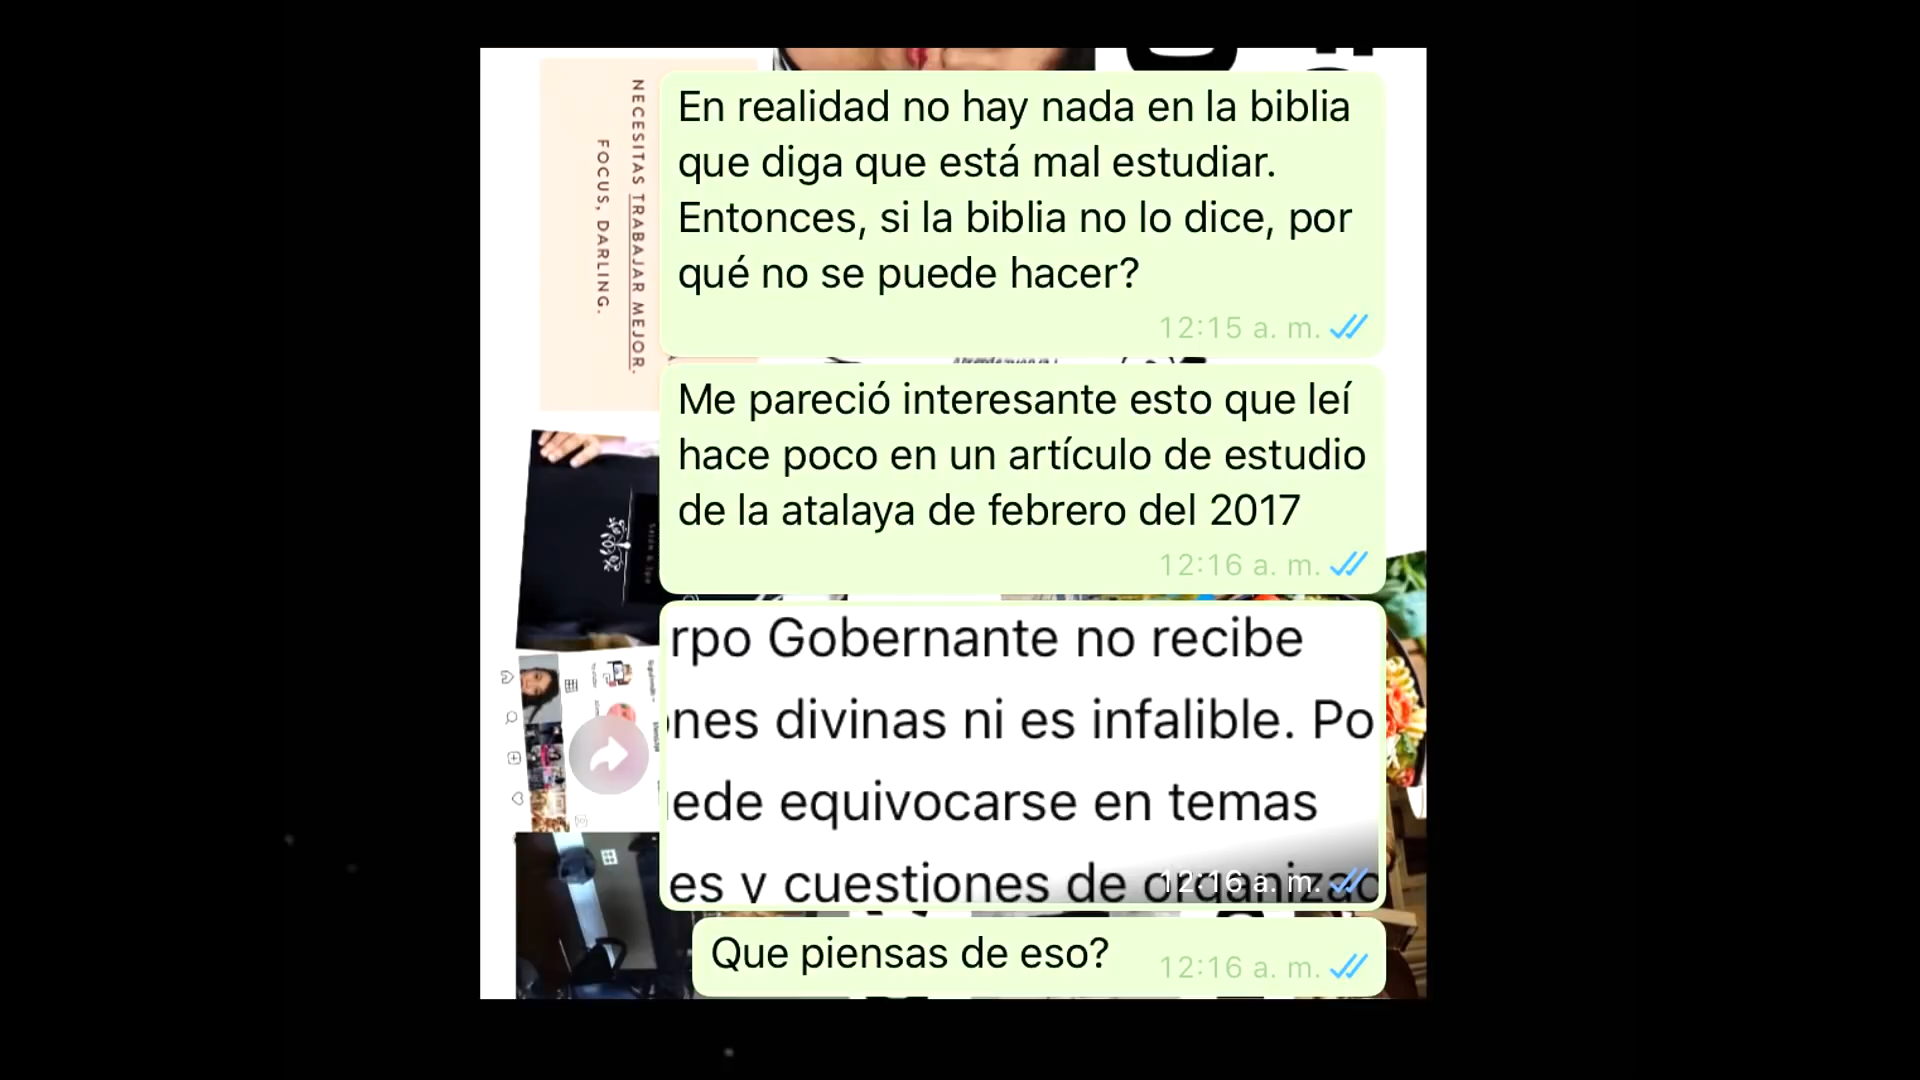 NECESITAS TRABAJAR MEJOR.
FOCUS, DARLING.
En realidad no hay nada en la biblia
que diga que está mal estudiar.
Entonces, si la biblia no lo dice, por
qué no se puede hacer?
12:15 a. m.
Me pareció interesante esto que leí
hace poco en un artículo de estudio
de la atalaya de febrero del 2017
12:16 a. m.
rpo Gobernante no recibe
nes divinas ni es infalible. Po
ede equivocarse en temas
es y cuestiones de organizac
12:16 a. m.
Que piensas de eso?
12:16 a. m.